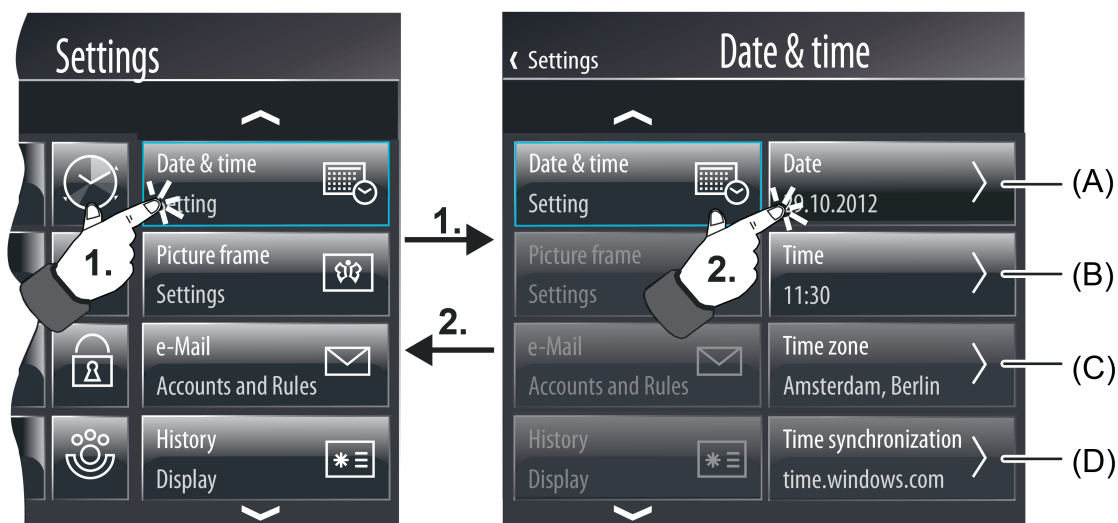 Settings
Date & time
Setting
Picture frame
Settings
e-Mail
Accounts and Rules
History
Display
1.
1.
2.
Settings
Date & time
Date & time
Setting
Picture frame
Settings
e-Mail
Accounts and Rules
History
Display
2.
Date
29.10.2012
Time
11:30
Time zone
Amsterdam, Berlin
Time synchronization
time.windows.com
(A)
(B)
(C)
(D)